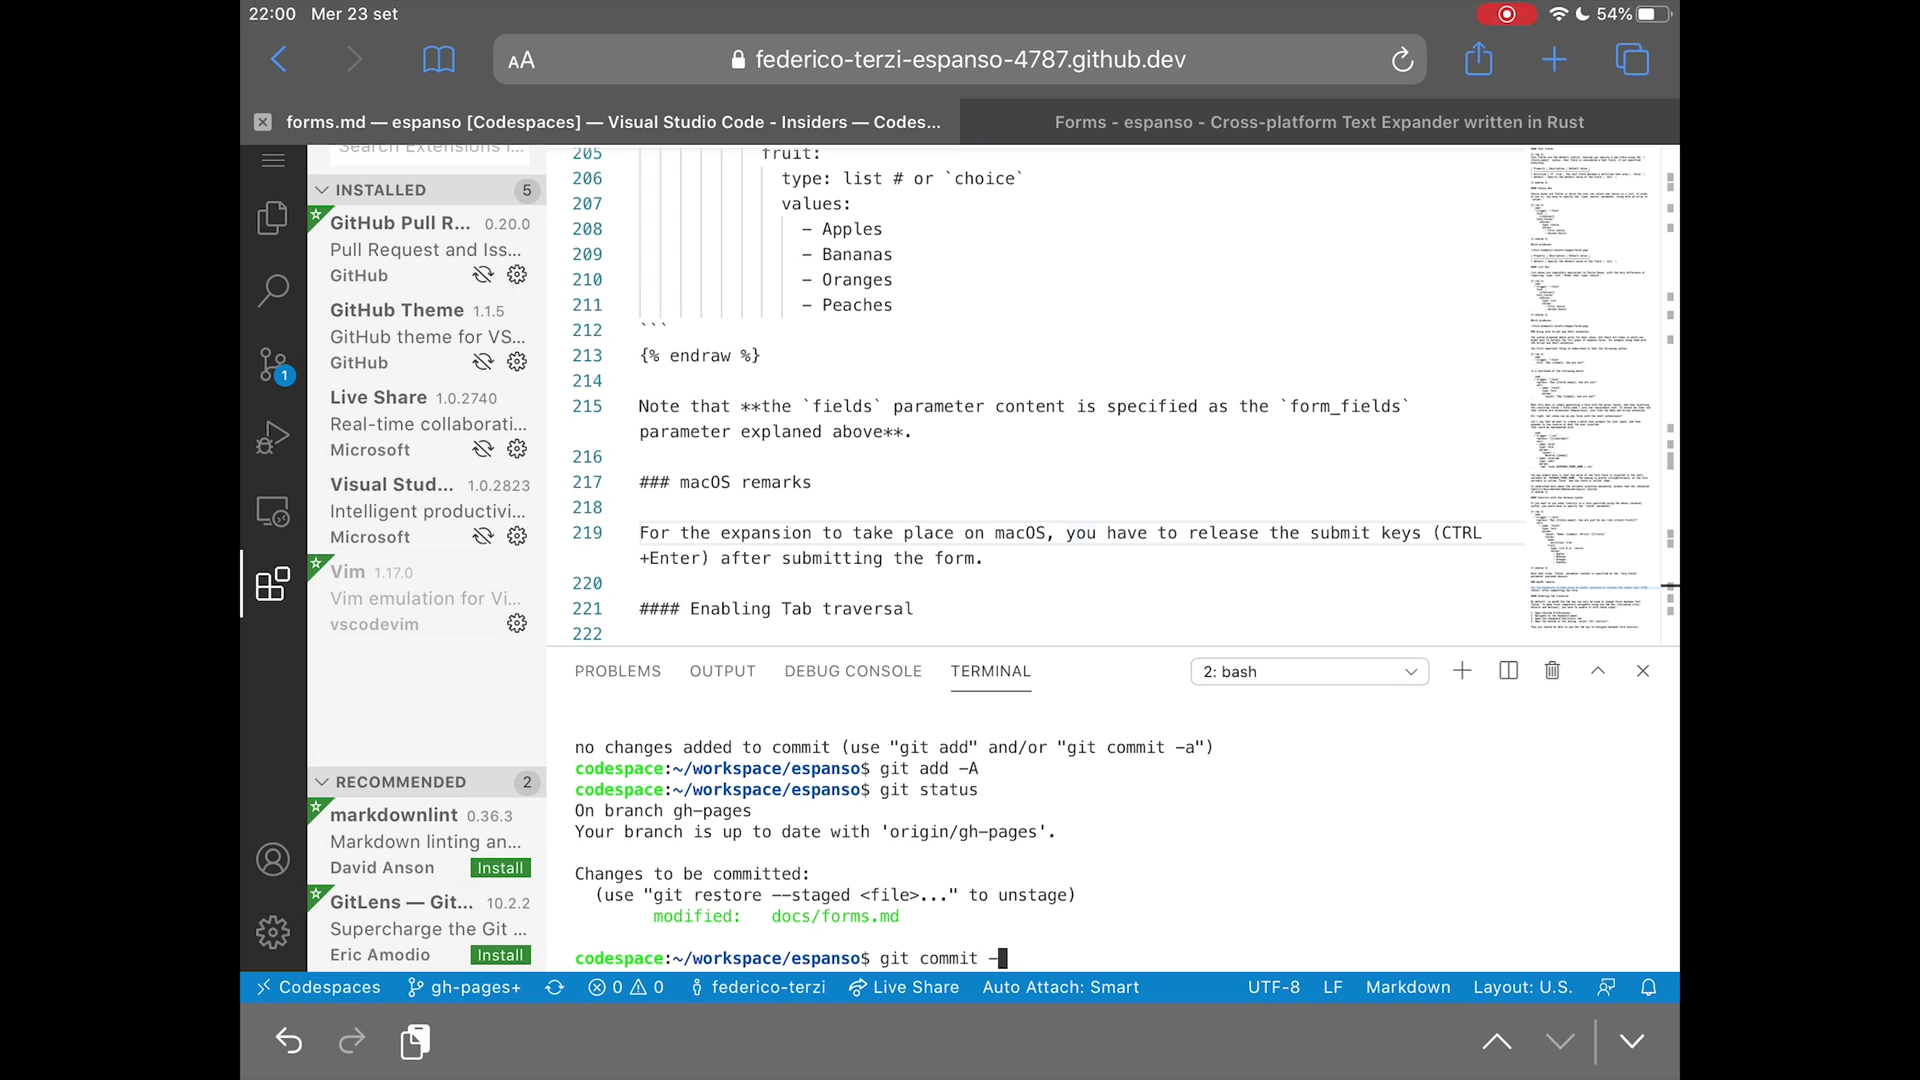 22:00 Mer 23 set
54%
AA
federico-terzi-espanso-4787.github.dev
forms.md — espanso [Codespaces] — Visual Studio Code - Insiders — Codes...
Forms - espanso - Cross-platform Text Expander written in Rust
Search Extensions i...
INSTALLED 5
GitHub Pull R... 0.20.0
Pull Request and Iss...
GitHub
GitHub Theme 1.1.5
GitHub theme for VS...
GitHub
1
Live Share 1.0.2740
Real-time collaborati...
Microsoft
Visual Stud... 1.0.2823
Intelligent productivi...
Microsoft
Vim 1.17.0
Vim emulation for Vi...
vscodevim
RECOMMENDED 2
markdownlint 0.36.3
Markdown linting an...
David Anson Install
GitLens — Git... 10.2.2
Supercharge the Git ...
Eric Amodio Install
205 fruit:
206 type: list # or `choice`
207 values:
208 - Apples
209 - Bananas
210 - Oranges
211 - Peaches
212 ```
213 {% endraw %}
214
215 Note that **the `fields` parameter content is specified as the `form_fields`
parameter explaned above**.
216
217 ### macOS remarks
218
219 For the expansion to take place on macOS, you have to release the submit keys (CTRL
+Enter) after submitting the form.
220
221 #### Enabling Tab traversal
222
PROBLEMS OUTPUT DEBUG CONSOLE TERMINAL 2: bash
no changes added to commit (use "git add" and/or "git commit -a")
codespace:~/workspace/espanso$ git add -A
codespace:~/workspace/espanso$ git status
On branch gh-pages
Your branch is up to date with 'origin/gh-pages'.
Changes to be committed:
(use "git restore --staged <file>..." to unstage)
modified: docs/forms.md
codespace:~/workspace/espanso$ git commit -
Codespaces gh-pages+ 0 0 federico-terzi Live Share Auto Attach: Smart UTF-8 LF Markdown Layout: U.S.